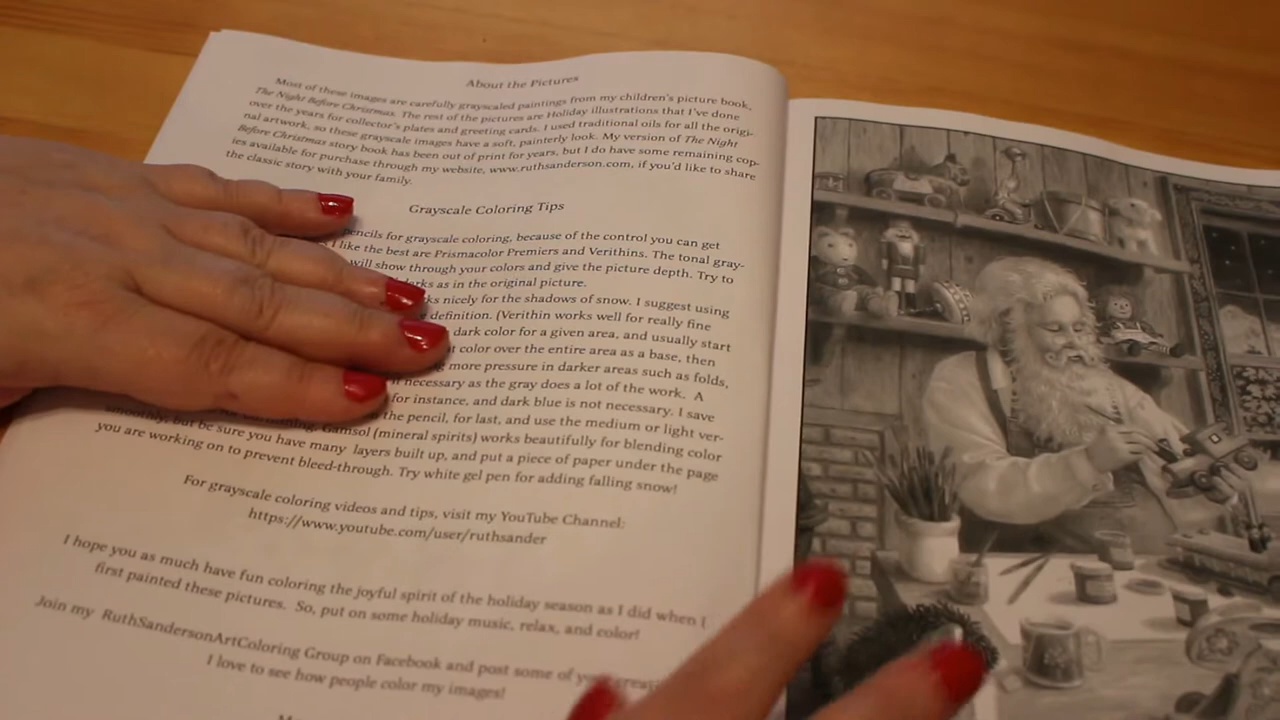 About the Pictures
Most of these images are carefully grayscaled paintings from my children's picture book,
The Night Before Christmas. The rest of the pictures are Holiday illustrations that I've done
over the years for collector's plates and greeting cards. I used traditional oils for all the origi-
nal artwork, so these grayscale images have a soft, painterly look. My version of The Night
Before Christmas story book has been out of print for years, but I do have some remaining cop-
ies available for purchase through my website, www.ruthsanderson.com, if you'd like to share
the classic story with your family.
Grayscale Coloring Tips
pencils for grayscale coloring, because of the control you can get
I like the best are Prismacolor Premiers and Verithins. The tonal gray-
will show through your colors and give the picture depth. Try to
as in the original picture.
nicely for the shadows of snow. I suggest using
definition. (Verithin works well for really fine
dark color for a given area, and usually start
color over the entire area as a base, then
more pressure in darker areas such as folds,
necessary as the gray does a lot of the work. A
for instance, and dark blue is not necessary. I save
the pencil, for last, and use the medium or light ver-
Gamsol (mineral spirits) works beautifully for blending color
smoothly, but be sure you have many layers built up, and put a piece of paper under the page
you are working on to prevent bleed-through. Try white gel pen for adding falling snow!
For grayscale coloring videos and tips, visit my YouTube Channel:
https://www.youtube.com/user/ruthsander
I hope you as much have fun coloring the joyful spirit of the holiday season as I did when I
first painted these pictures. So, put on some holiday music, relax, and color!
Join my RuthSandersonArtColoring Group on Facebook and post some of
I love to see how people color my images!